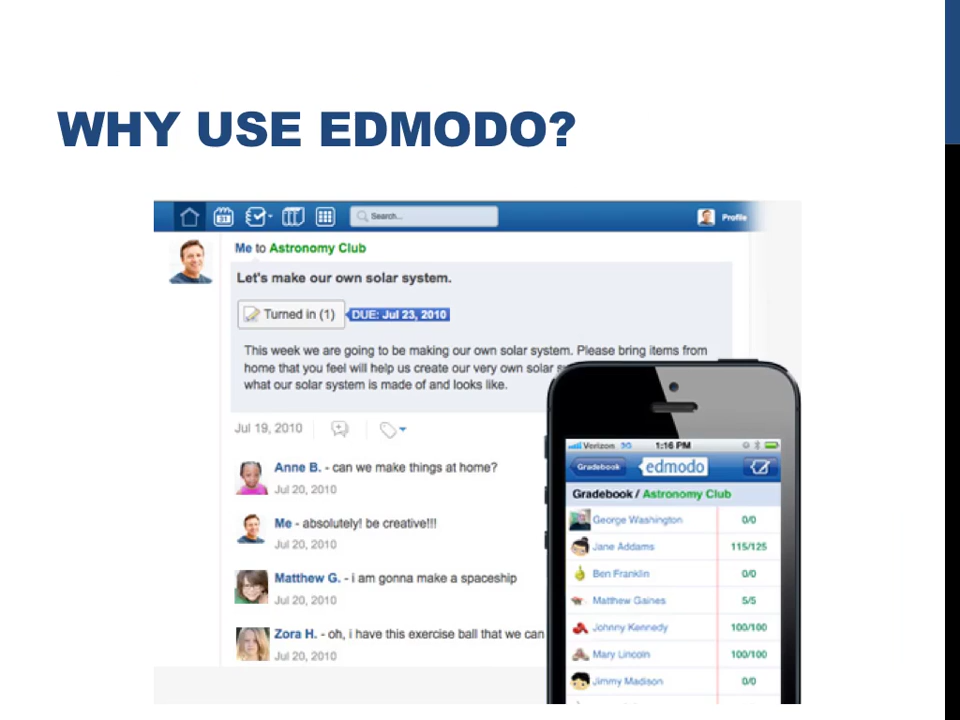 WHY USE EDMODO?
31
Search...
Profile
Me to Astronomy Club
Let's make our own solar system.
Turned in (1)
DUE: Jul 23, 2010
This week we are going to be making our own solar system. Please bring items from
home that you feel will help us create our very own solar
what our solar system is made of and looks like.
Jul 19, 2010
Anne B. - can we make things at home?
Jul 20, 2010
Me - absolutely! be creative!!!
Jul 20, 2010
Matthew G. - i am gonna make a spaceship
Jul 20, 2010
Zora H. - oh, i have this exercise ball that we can
Jul 20, 2010
Verizon 3G 1:16 PM
Gradebook edmodo
Gradebook / Astronomy Club
George Washington 0/0
Jane Addams 115/125
Ben Franklin 0/0
Matthew Gaines 5/5
Johnny Kennedy 100/100
Mary Lincoln 100/100
Jimmy Madison 0/0